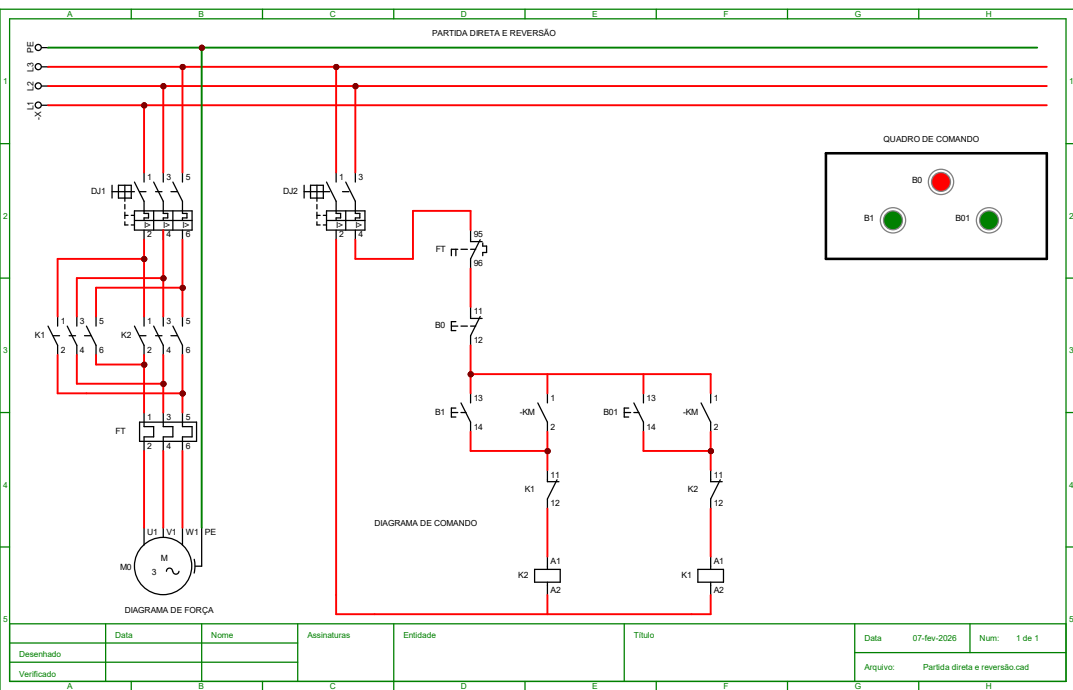 A B C D E F G H
PARTIDA DIRETA E REVERSÃO
PE
L3
L2
L1
-X
1 1
QUADRO DE COMANDO
B0
B1 B01
DJ1 1 3 5
2 4 6
DJ2 1 3
2 4
2 2
FT 95
96
B0 11
12
K1 1 3 5
2 4 6
K2 1 3 5
2 4 6
3 3
B1 13
14
-KM 1
2
B01 13
14
-KM 1
2
FT 1 3 5
2 4 6
K1 11
12
K2 11
12
4 4
DIAGRAMA DE COMANDO
U1 V1 W1 PE
M0 M
3
K2 A1
A2
K1 A1
A2
DIAGRAMA DE FORÇA
5 5
Data Nome Assinaturas Entidade Título
Desenhado
Verificado
Data 07-fev-2026 Num: 1 de 1
Arquivo: Partida direta e reversão.cad
A B C D E F G H